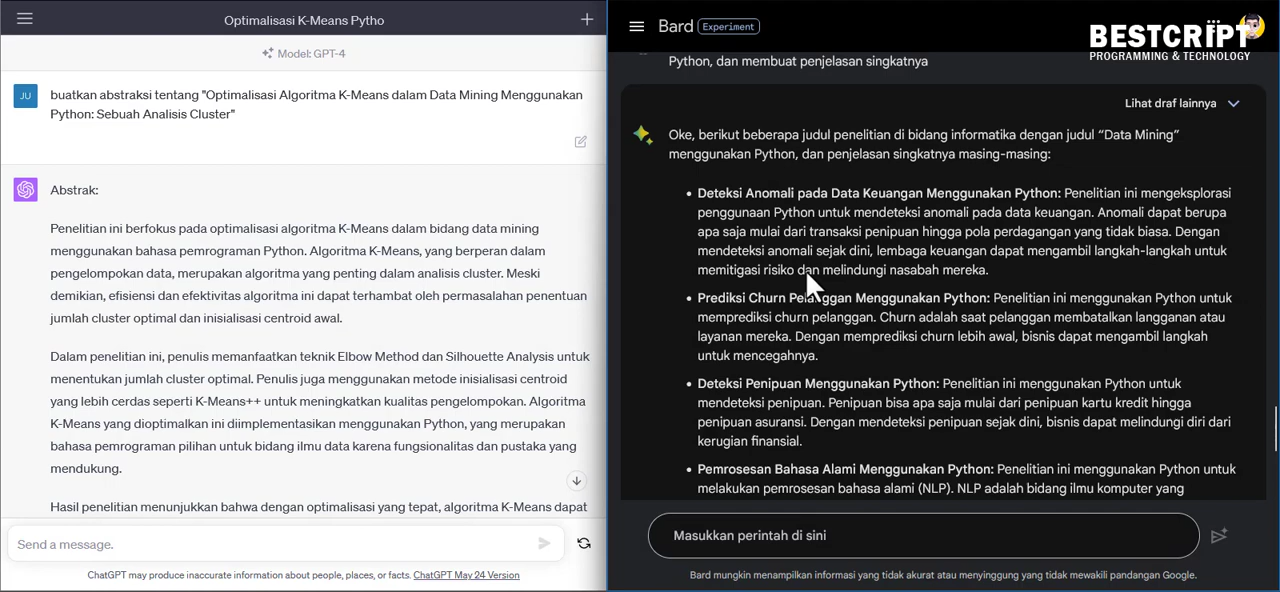 Optimalisasi K-Means Pytho
Model: GPT-4
JU
buatkan abstraksi tentang "Optimalisasi Algoritma K-Means dalam Data Mining Menggunakan
Python: Sebuah Analisis Cluster"
Abstrak:
Penelitian ini berfokus pada optimalisasi algoritma K-Means dalam bidang data mining
menggunakan bahasa pemrograman Python. Algoritma K-Means, yang berperan dalam
pengelompokan data, merupakan algoritma yang penting dalam analisis cluster. Meski
demikian, efisiensi dan efektivitas algoritma ini dapat terhambat oleh permasalahan penentuan
jumlah cluster optimal dan inisialisasi centroid awal.
Dalam penelitian ini, penulis memanfaatkan teknik Elbow Method dan Silhouette Analysis untuk
menentukan jumlah cluster optimal. Penulis juga menggunakan metode inisialisasi centroid
yang lebih cerdas seperti K-Means++ untuk meningkatkan kualitas pengelompokan. Algoritma
K-Means yang dioptimalkan ini diimplementasikan menggunakan Python, yang merupakan
bahasa pemrograman pilihan untuk bidang ilmu data karena fungsionalitas dan pustaka yang
mendukung.
Hasil penelitian menunjukkan bahwa dengan optimalisasi yang tepat, algoritma K-Means dapat
Send a message.
ChatGPT may produce inaccurate information about people, places, or facts. ChatGPT May 24 Version
Bard Experiment
BESTCRIPT
PROGRAMMING & TECHNOLOGY
Python, dan membuat penjelasan singkatnya
Lihat draf lainnya
Oke, berikut beberapa judul penelitian di bidang informatika dengan judul “Data Mining”
menggunakan Python, dan penjelasan singkatnya masing-masing:
• Deteksi Anomali pada Data Keuangan Menggunakan Python: Penelitian ini mengeksplorasi
penggunaan Python untuk mendeteksi anomali pada data keuangan. Anomali dapat berupa
apa saja mulai dari transaksi penipuan hingga pola perdagangan yang tidak biasa. Dengan
mendeteksi anomali sejak dini, lembaga keuangan dapat mengambil langkah-langkah untuk
memitigasi risiko dan melindungi nasabah mereka.
• Prediksi Churn Pelanggan Menggunakan Python: Penelitian ini menggunakan Python untuk
memprediksi churn pelanggan. Churn adalah saat pelanggan membatalkan langganan atau
layanan mereka. Dengan memprediksi churn lebih awal, bisnis dapat mengambil langkah
untuk mencegahnya.
• Deteksi Penipuan Menggunakan Python: Penelitian ini menggunakan Python untuk
mendeteksi penipuan. Penipuan bisa apa saja mulai dari penipuan kartu kredit hingga
penipuan asuransi. Dengan mendeteksi penipuan sejak dini, bisnis dapat melindungi diri dari
kerugian finansial.
• Pemrosesan Bahasa Alami Menggunakan Python: Penelitian ini menggunakan Python untuk
melakukan pemrosesan bahasa alami (NLP). NLP adalah bidang ilmu komputer yang
Masukkan perintah di sini
Bard mungkin menampilkan informasi yang tidak akurat atau menyinggung yang tidak mewakili pandangan Google.